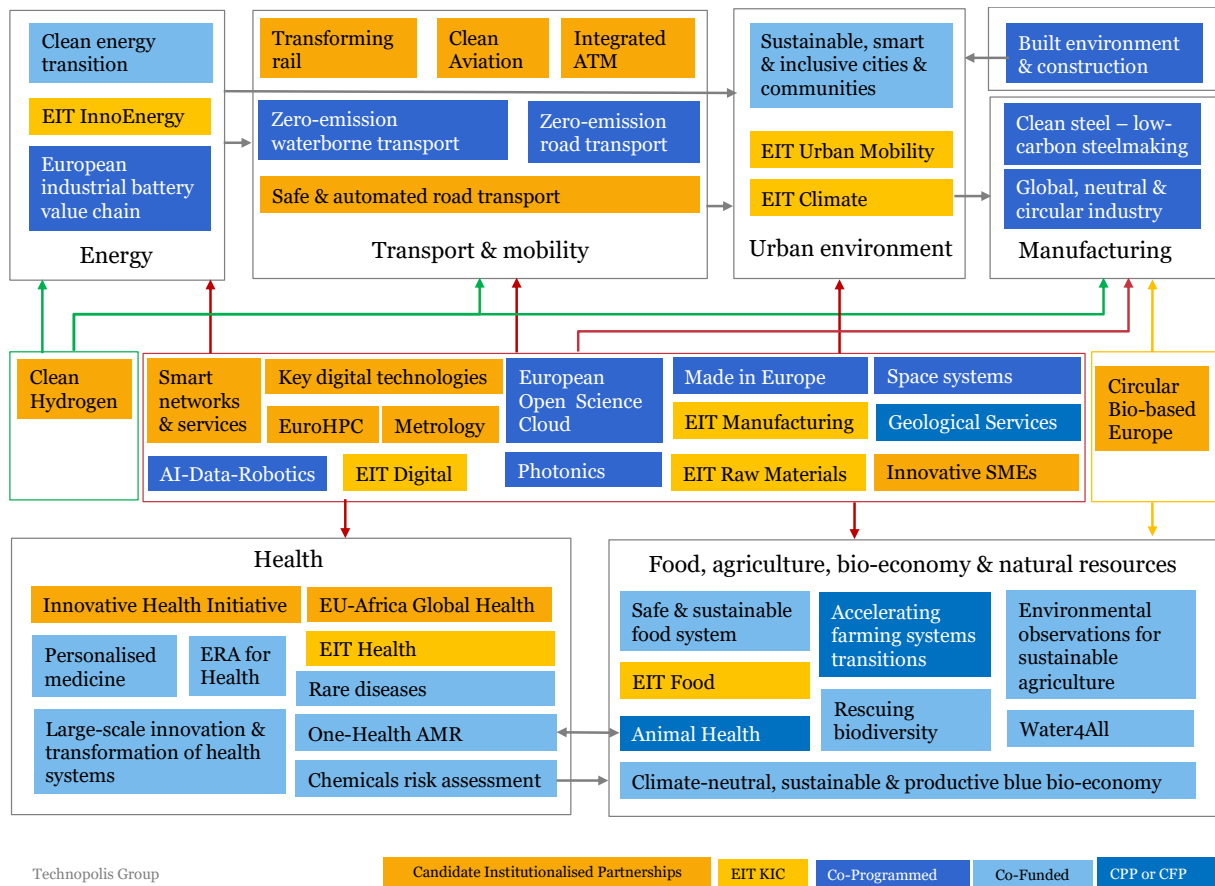 Clean energy
transition
EIT InnoEnergy
European
industrial battery
value chain
Energy
Transforming
rail
Clean
Aviation
Integrated
ATM
Zero-emission
waterborne transport
Zero-emission
road transport
Safe & automated road transport
Transport & mobility
Sustainable, smart
& inclusive cities &
communities
EIT Urban Mobility
EIT Climate
Urban environment
Built environment
& construction
Clean steel – low-
carbon steelmaking
Global, neutral &
circular industry
Manufacturing
Clean
Hydrogen
Smart
networks
& services
Key digital technologies
EuroHPC
Metrology
AI-Data-Robotics
EIT Digital
European
Open Science
Cloud
Photonics
Made in Europe
EIT Manufacturing
EIT Raw Materials
Space systems
Geological Services
Innovative SMEs
Circular
Bio-based
Europe
Health
Innovative Health Initiative
EU-Africa Global Health
Personalised
medicine
ERA for
Health
EIT Health
Rare diseases
Large-scale innovation &
transformation of health
systems
One-Health AMR
Chemicals risk assessment
Food, agriculture, bio-economy & natural resources
Safe & sustainable
food system
Accelerating
farming systems
transitions
Environmental
observations for
sustainable
agriculture
EIT Food
Animal Health
Rescuing
biodiversity
Water4All
Climate-neutral, sustainable & productive blue bio-economy
Technopolis Group
Candidate Institutionalised Partnerships
EIT KIC
Co-Programmed
Co-Funded
CPP or CFP